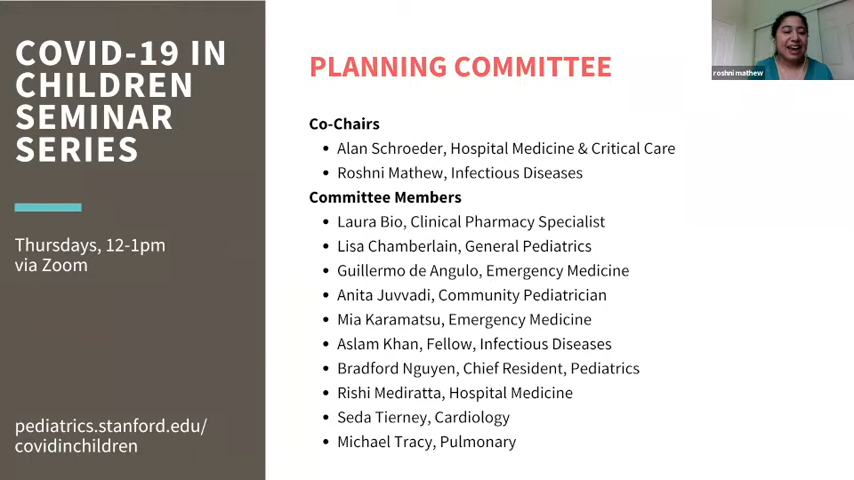 COVID-19 IN
CHILDREN
SEMINAR
SERIES
Thursdays, 12-1pm
via Zoom
pediatrics.stanford.edu/
covidinchildren
PLANNING COMMITTEE
Co-Chairs
• Alan Schroeder, Hospital Medicine & Critical Care
• Roshni Mathew, Infectious Diseases
Committee Members
• Laura Bio, Clinical Pharmacy Specialist
• Lisa Chamberlain, General Pediatrics
• Guillermo de Angulo, Emergency Medicine
• Anita Juvvadi, Community Pediatrician
• Mia Karamatsu, Emergency Medicine
• Aslam Khan, Fellow, Infectious Diseases
• Bradford Nguyen, Chief Resident, Pediatrics
• Rishi Mediratta, Hospital Medicine
• Seda Tierney, Cardiology
• Michael Tracy, Pulmonary
roshni mathew